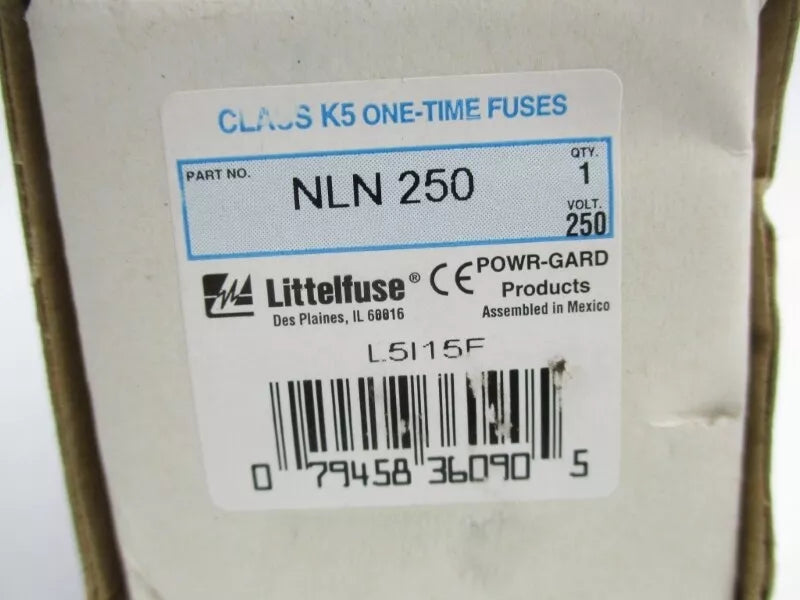 CLASS K5 ONE-TIME FUSES
PART NO.
NLN 250
QTY.
1
VOLT.
250
Littelfuse® CE
Des Plaines, IL 60016
POWR-GARD
Products
Assembled in Mexico
L5I15F
0 79458 36090 5